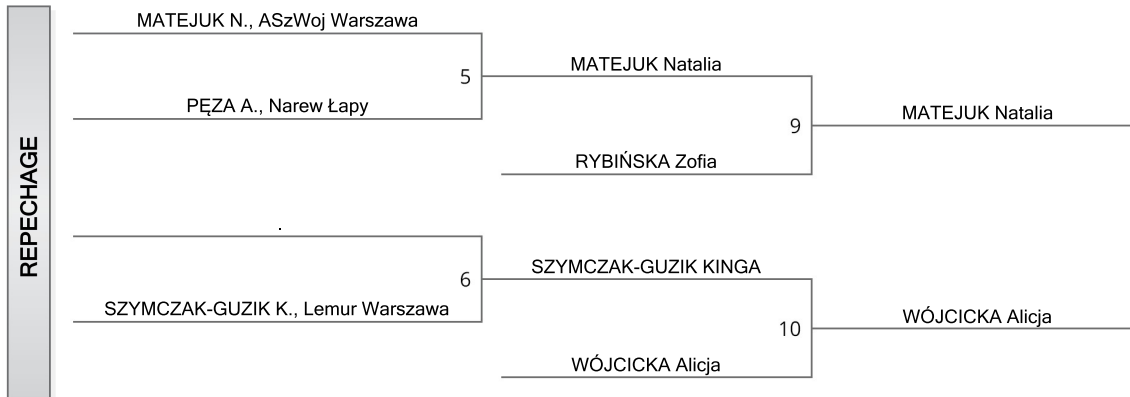 REPECHAGE
MATEJUK N., ASzWoj Warszawa
5
PĘZA A., Narew Łapy
MATEJUK Natalia
9
RYBIŃSKA Zofia
MATEJUK Natalia
.
6
SZYMCZAK-GUZIK K., Lemur Warszawa
SZYMCZAK-GUZIK KINGA
10
WÓJCICKA Alicja
WÓJCICKA Alicja